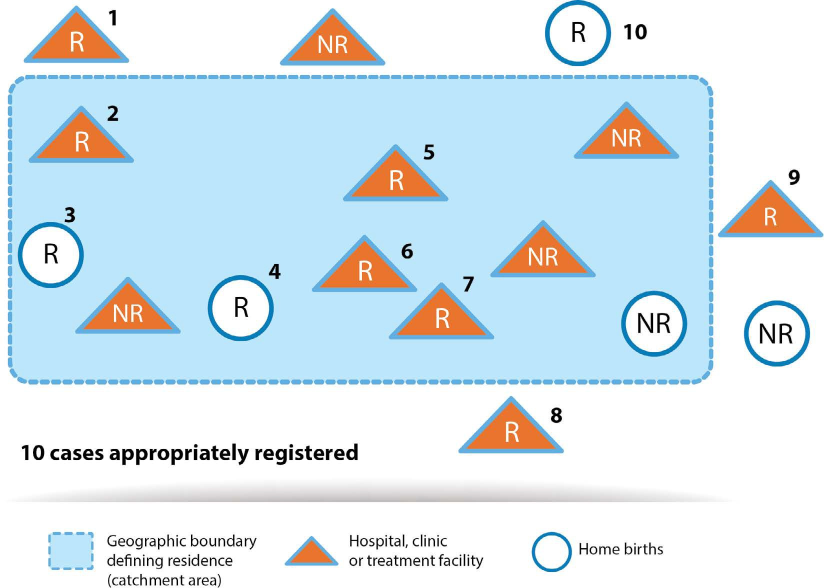 1
R
NR
R
10
2
R
5
R
NR
9
R
3
R
6
R
4
R
7
R
NR
NR
NR
NR
8
R
10 cases appropriately registered
Geographic boundary
defining residence
(catchment area)
Hospital, clinic
or treatment facility
Home births